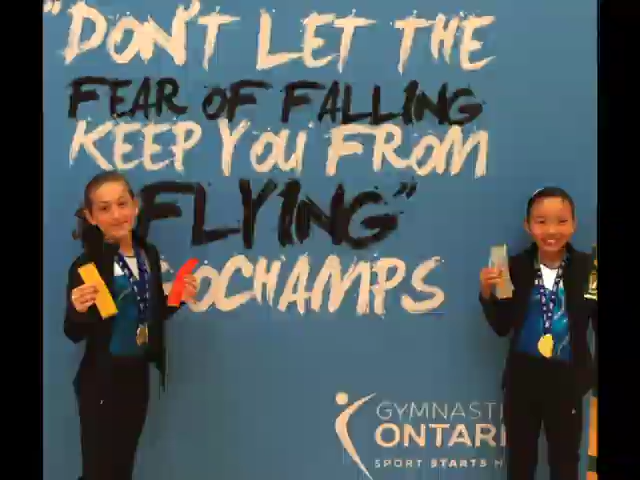 "DON'T LET THE
FEAR OF FALLING
KEEP YOU FROM
FLYING"
OCHAMPS
GYMNASTI
ONTARI
SPORT STARTS H